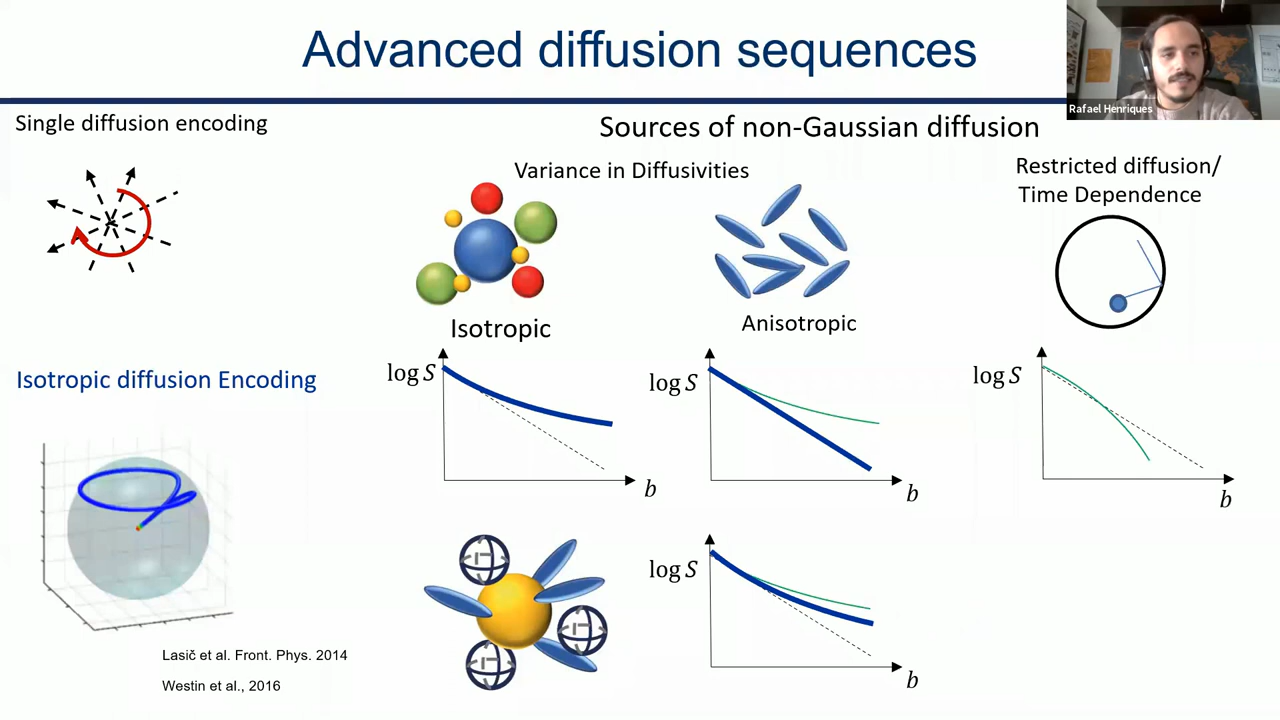 Advanced diffusion sequences
Rafael Henriques
Single diffusion encoding
Sources of non-Gaussian diffusion
Variance in Diffusivities
Restricted diffusion/
Time Dependence
Isotropic
Anisotropic
Isotropic diffusion Encoding
log S
b
log S
b
log S
b
log S
b
Lasič et al. Front. Phys. 2014
Westin et al., 2016